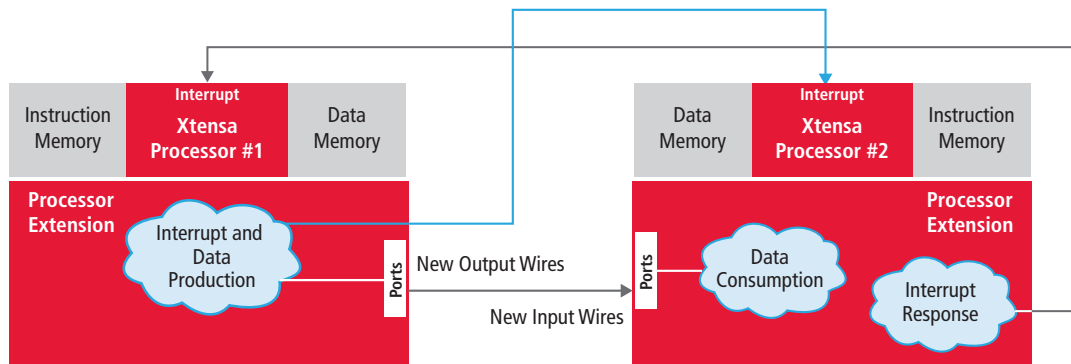 Instruction
Memory
Interrupt
Xtensa
Processor #1
Data
Memory
Data
Memory
Interrupt
Xtensa
Processor #2
Instruction
Memory
Processor
Extension
Interrupt and
Data
Production
Ports
New Output Wires
New Input Wires
Ports
Data
Consumption
Processor
Extension
Interrupt
Response